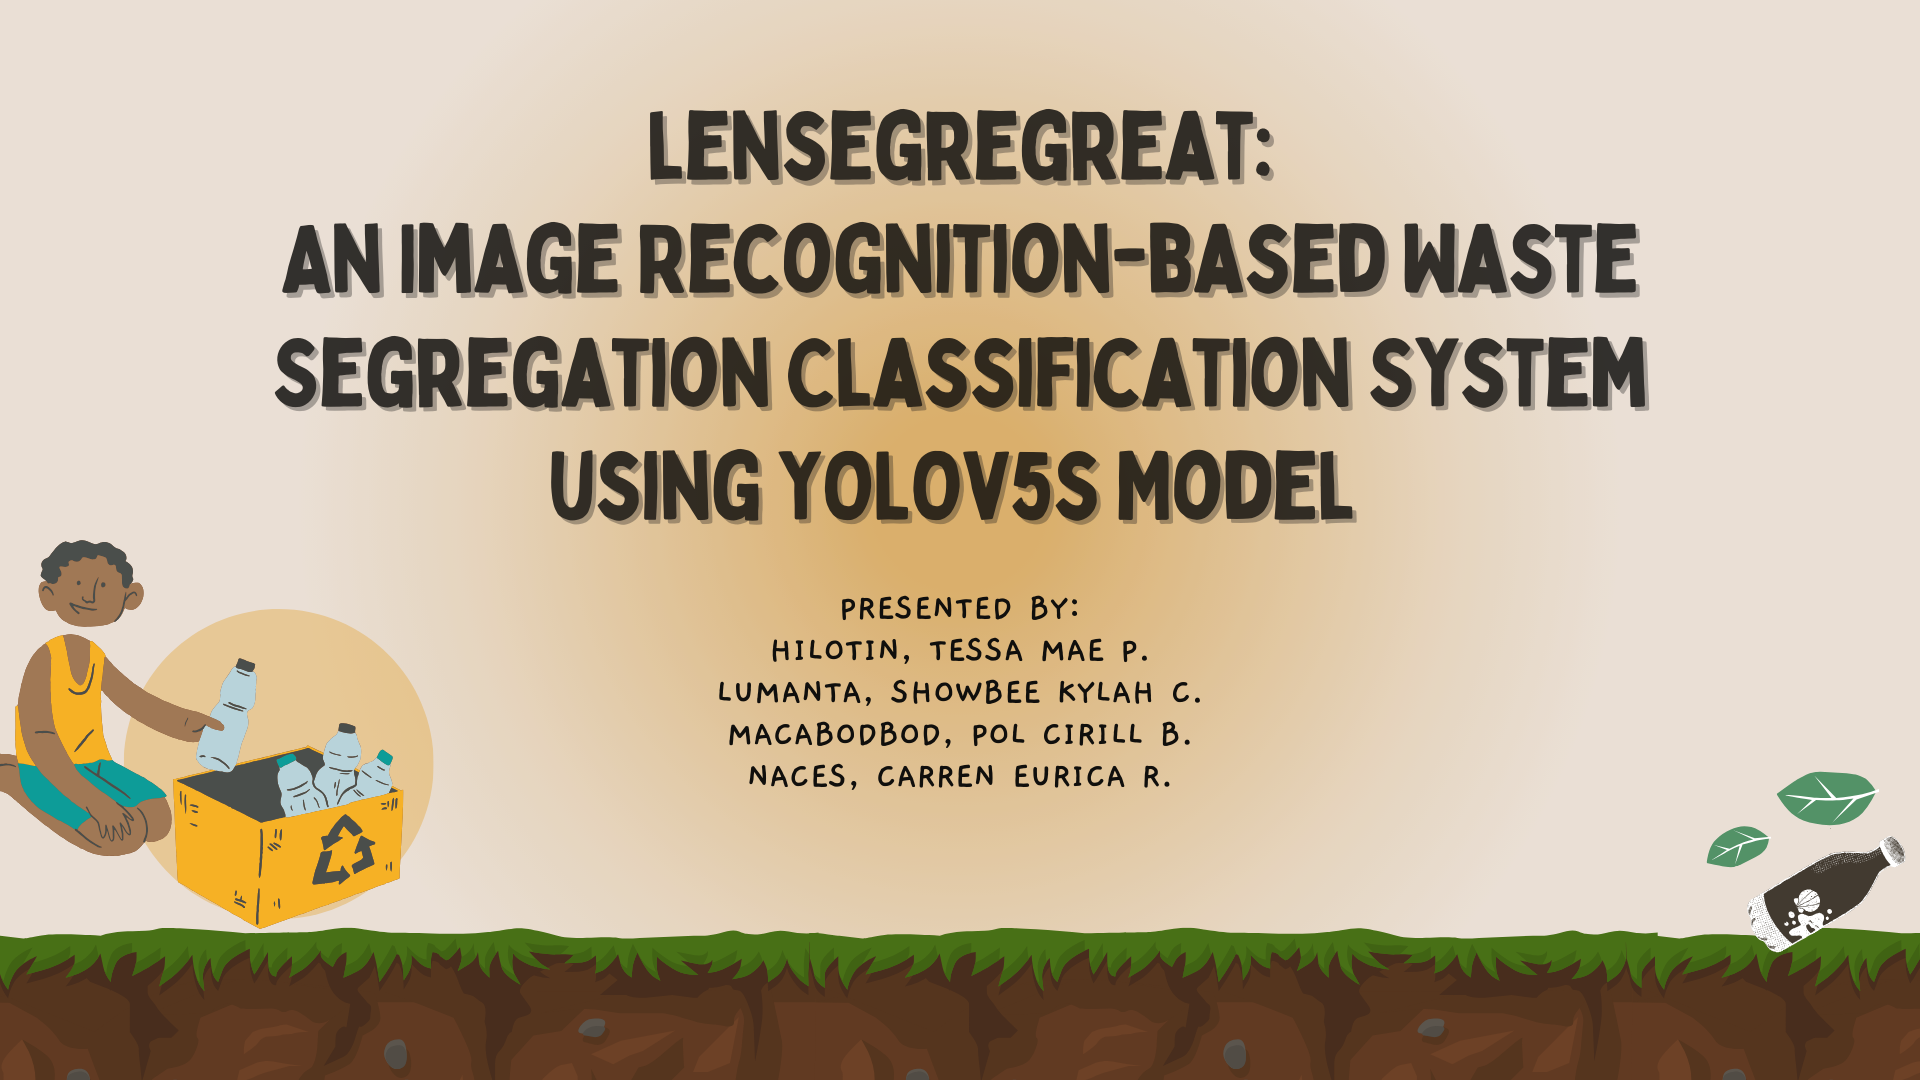 LENSEGREGREAT:
AN IMAGE RECOGNITION-BASED WASTE
SEGREGATION CLASSIFICATION SYSTEM
USING YOLOV5S MODEL
PRESENTED BY:
HILOTIN, TESSA MAE P.
LUMANTA, SHOWBEE KYLAH C.
MACABODBOD, POL CIRILL B.
NACES, CARREN EURICA R.